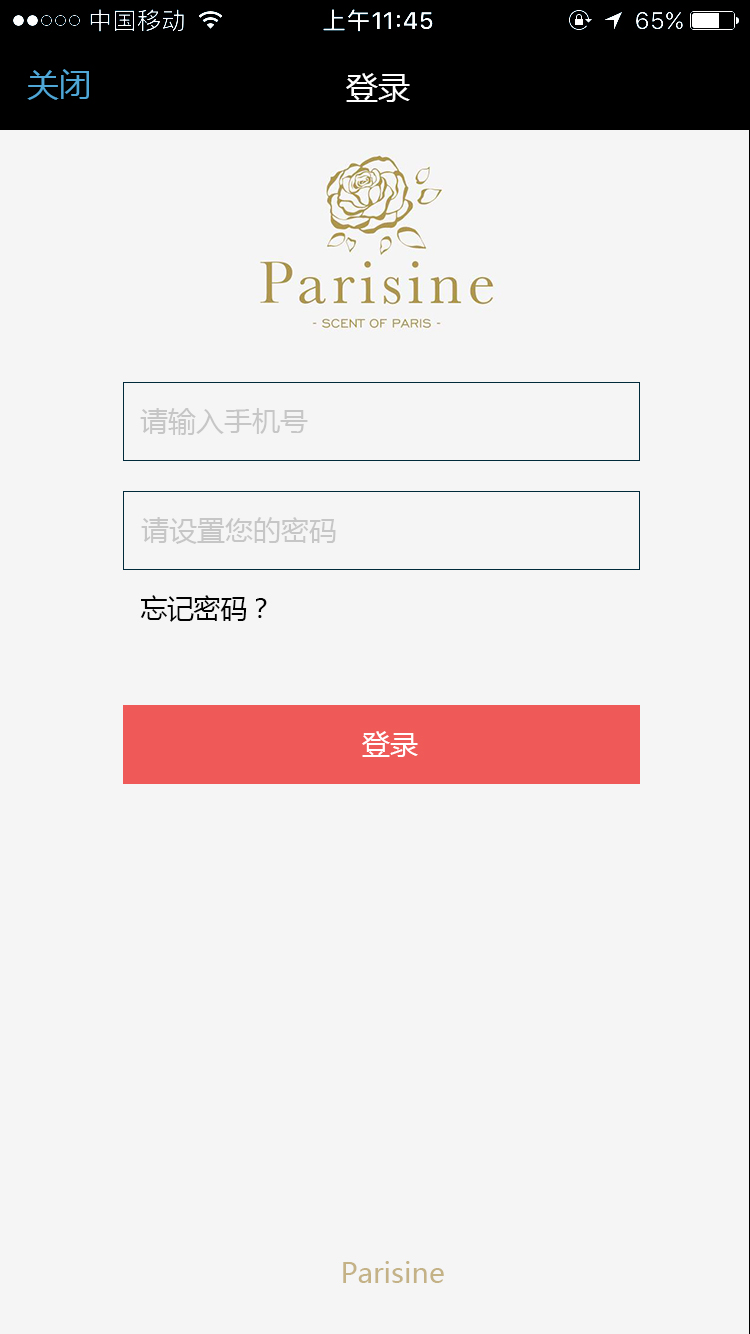 中国移动 上午11:45 65%
关闭 登录
Parisine
- SCENT OF PARIS -
请输入手机号
请设置您的密码
忘记密码？
登录
Parisine